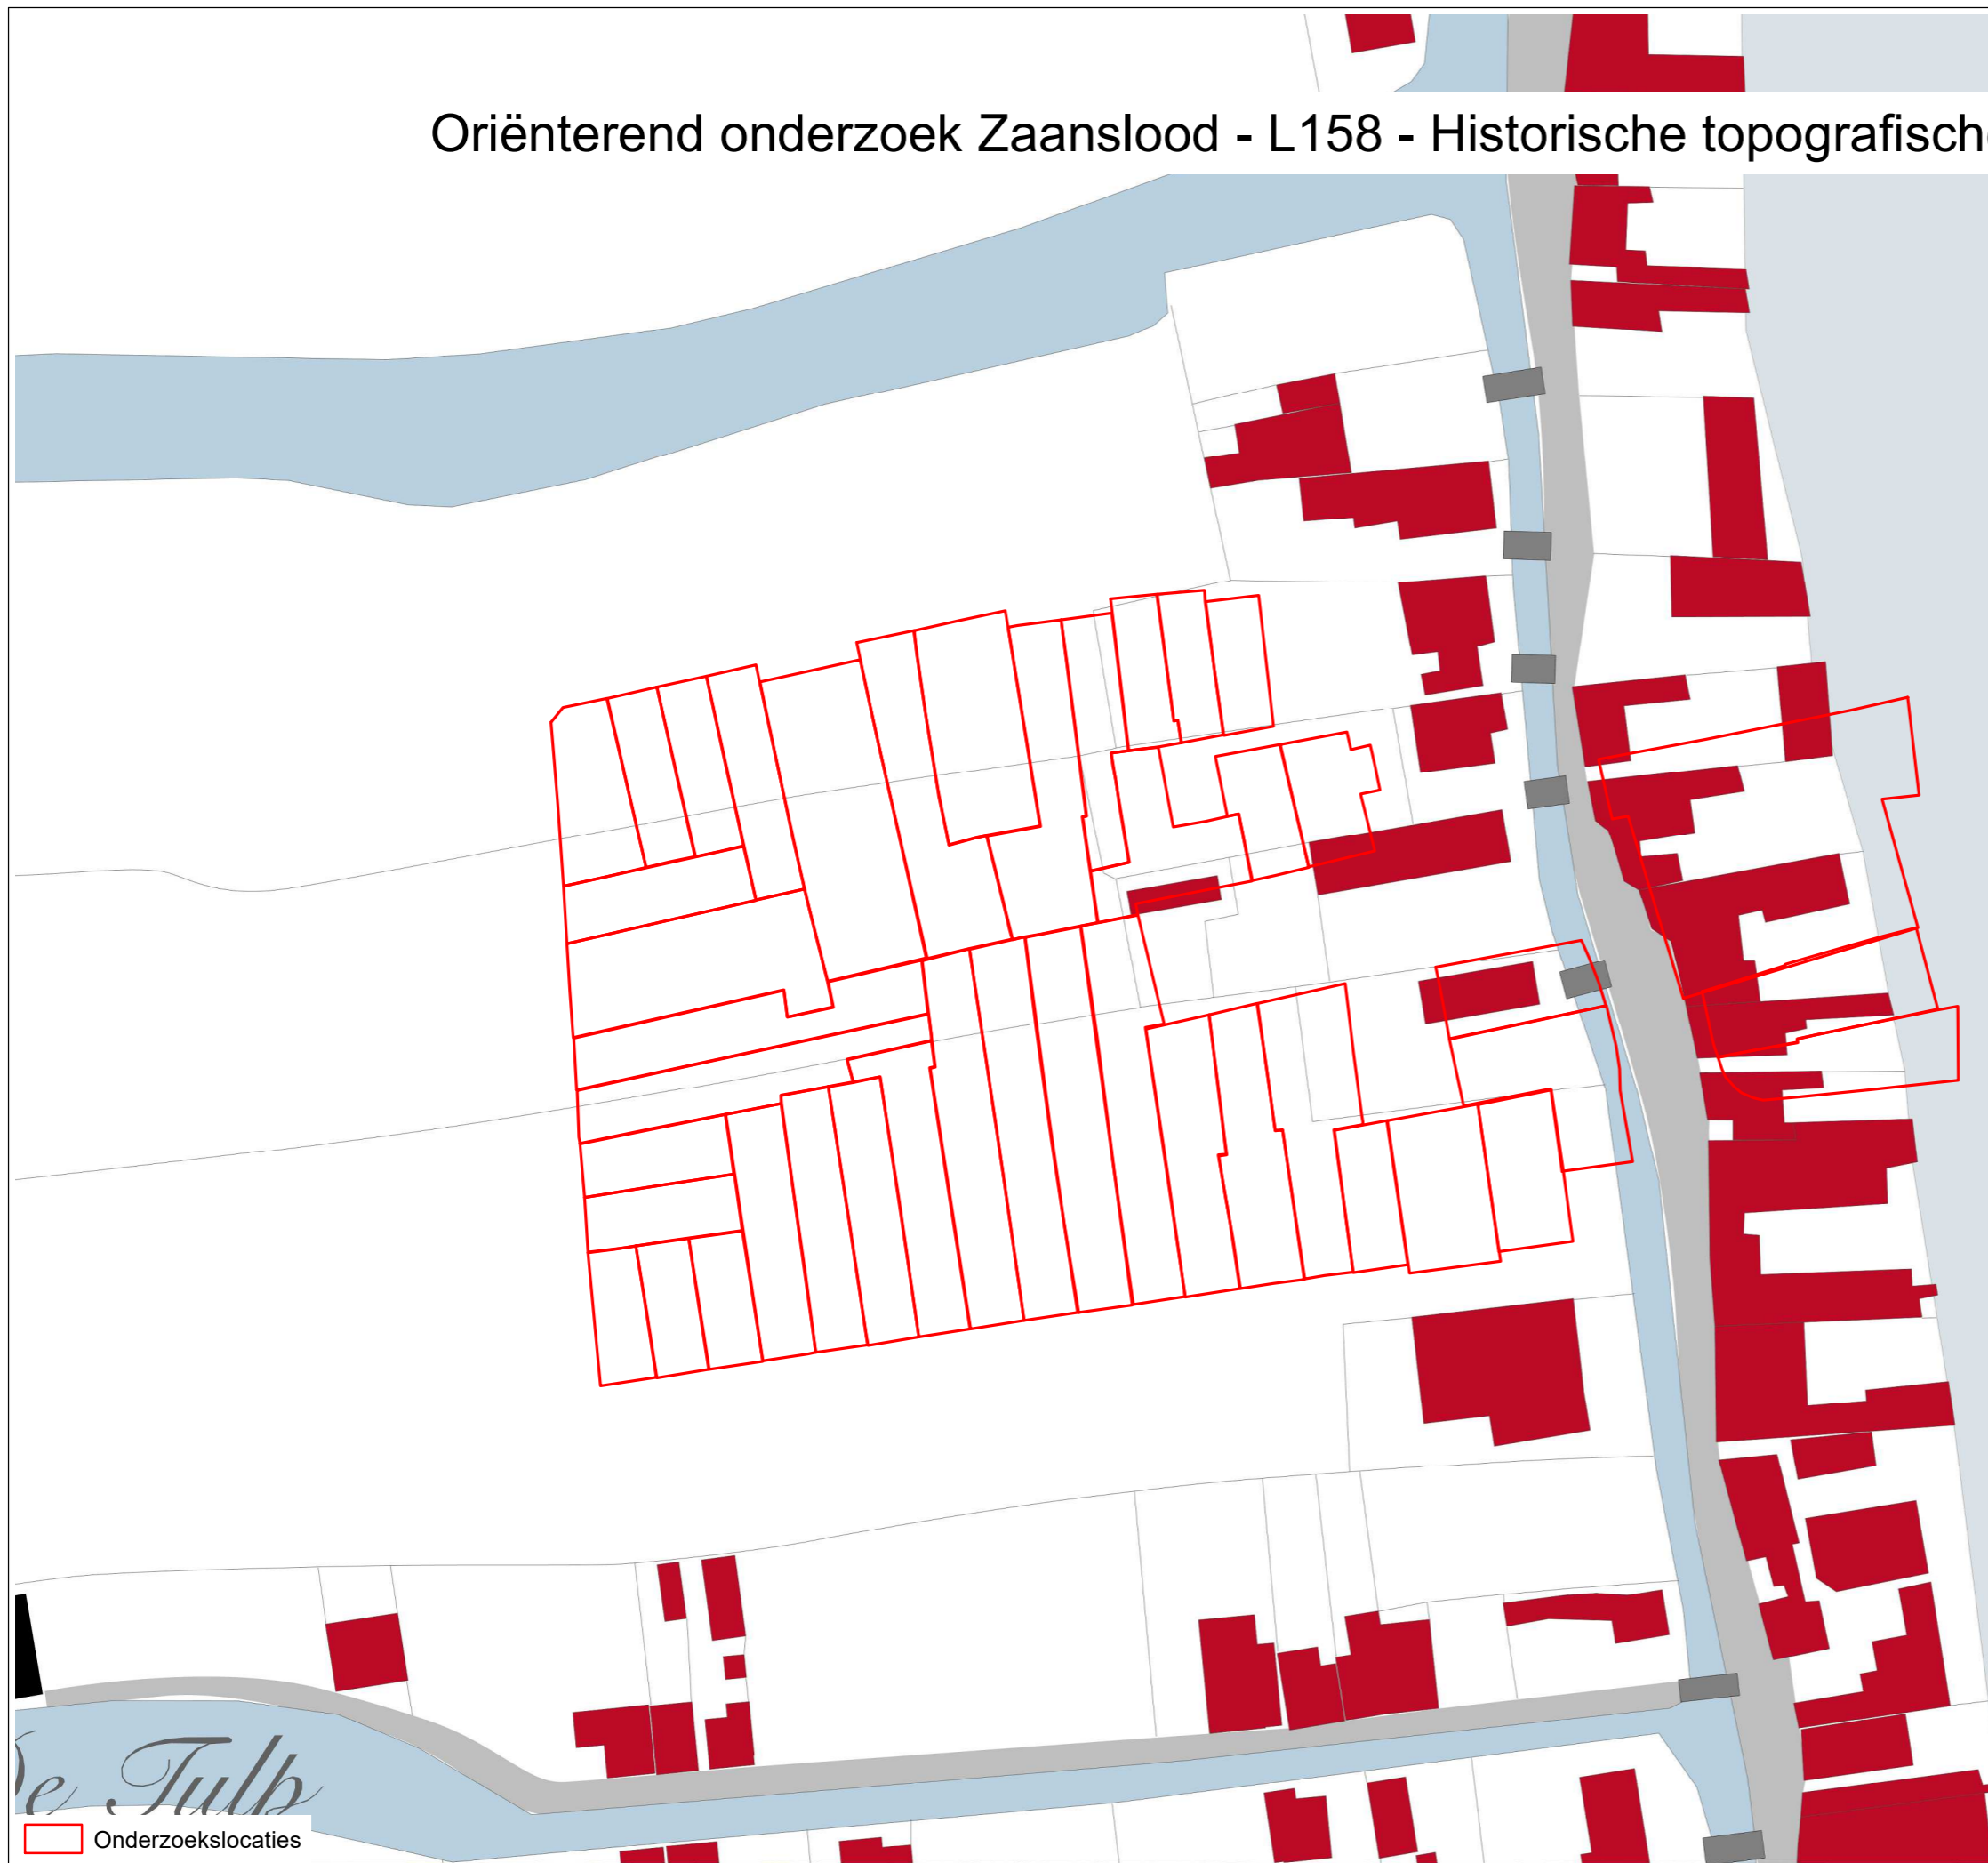 Oriënterend onderzoek Zaanslood - L158 - Historische topografisch
De Tulp
Onderzoekslocaties